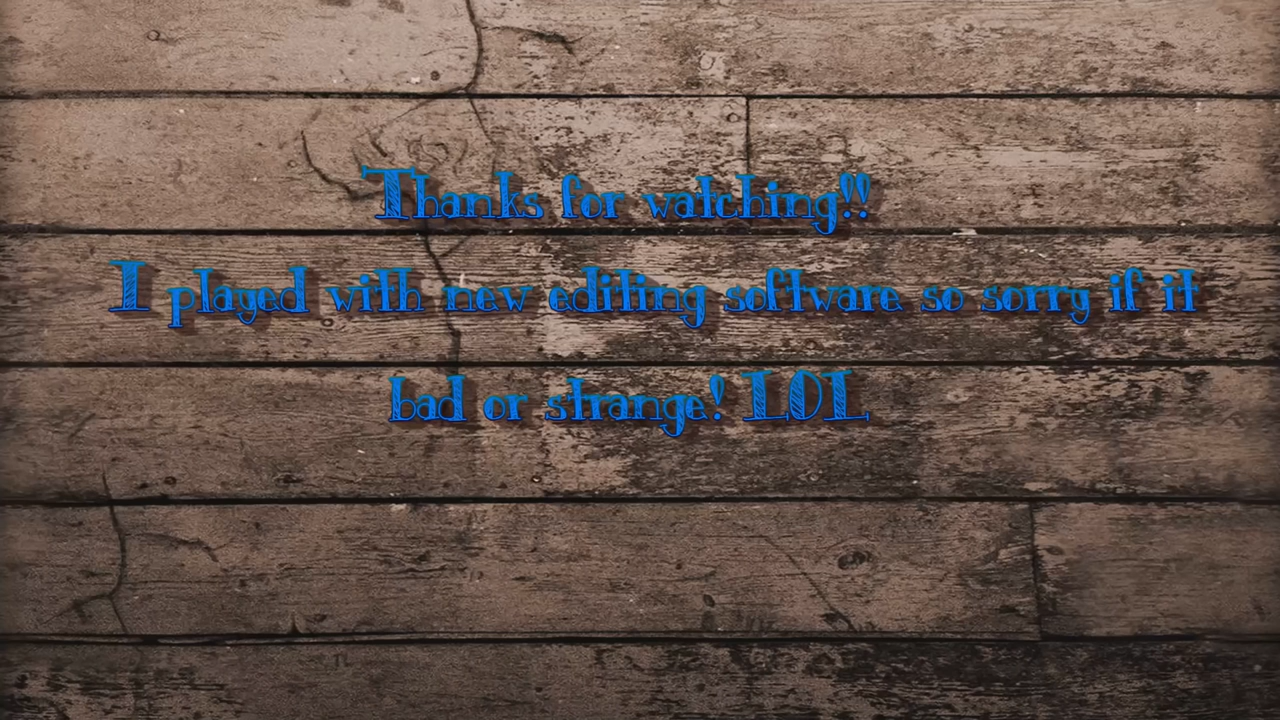 Thanks for watching!!
I played with new editing software so sorry if it
bad or strange! LOL